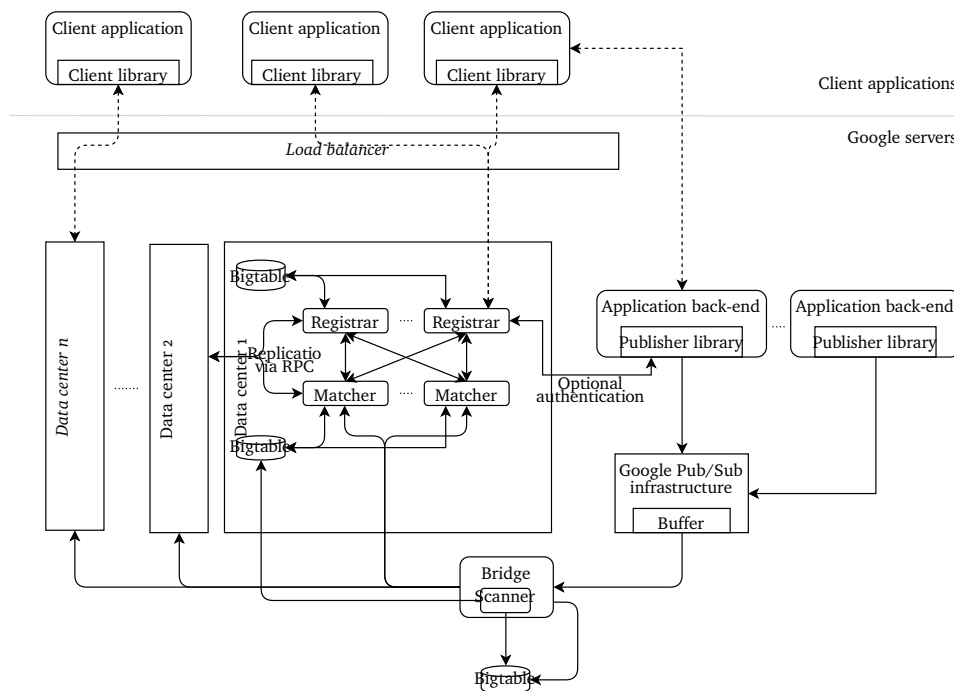 Client application
Client library
Client application
Client library
Client application
Client library
Client applications
Google servers
Load balancer
Data center n
........
Data center 2
Data center 1
Bigtable
Registrar
....
Registrar
Replicatio
via RPC
Matcher
....
Matcher
Bigtable
Optional
authentication
Application back-end
Publisher library
....
Application back-end
Publisher library
Google Pub/Sub
infrastructure
Buffer
Bridge
Scanner
Bigtable